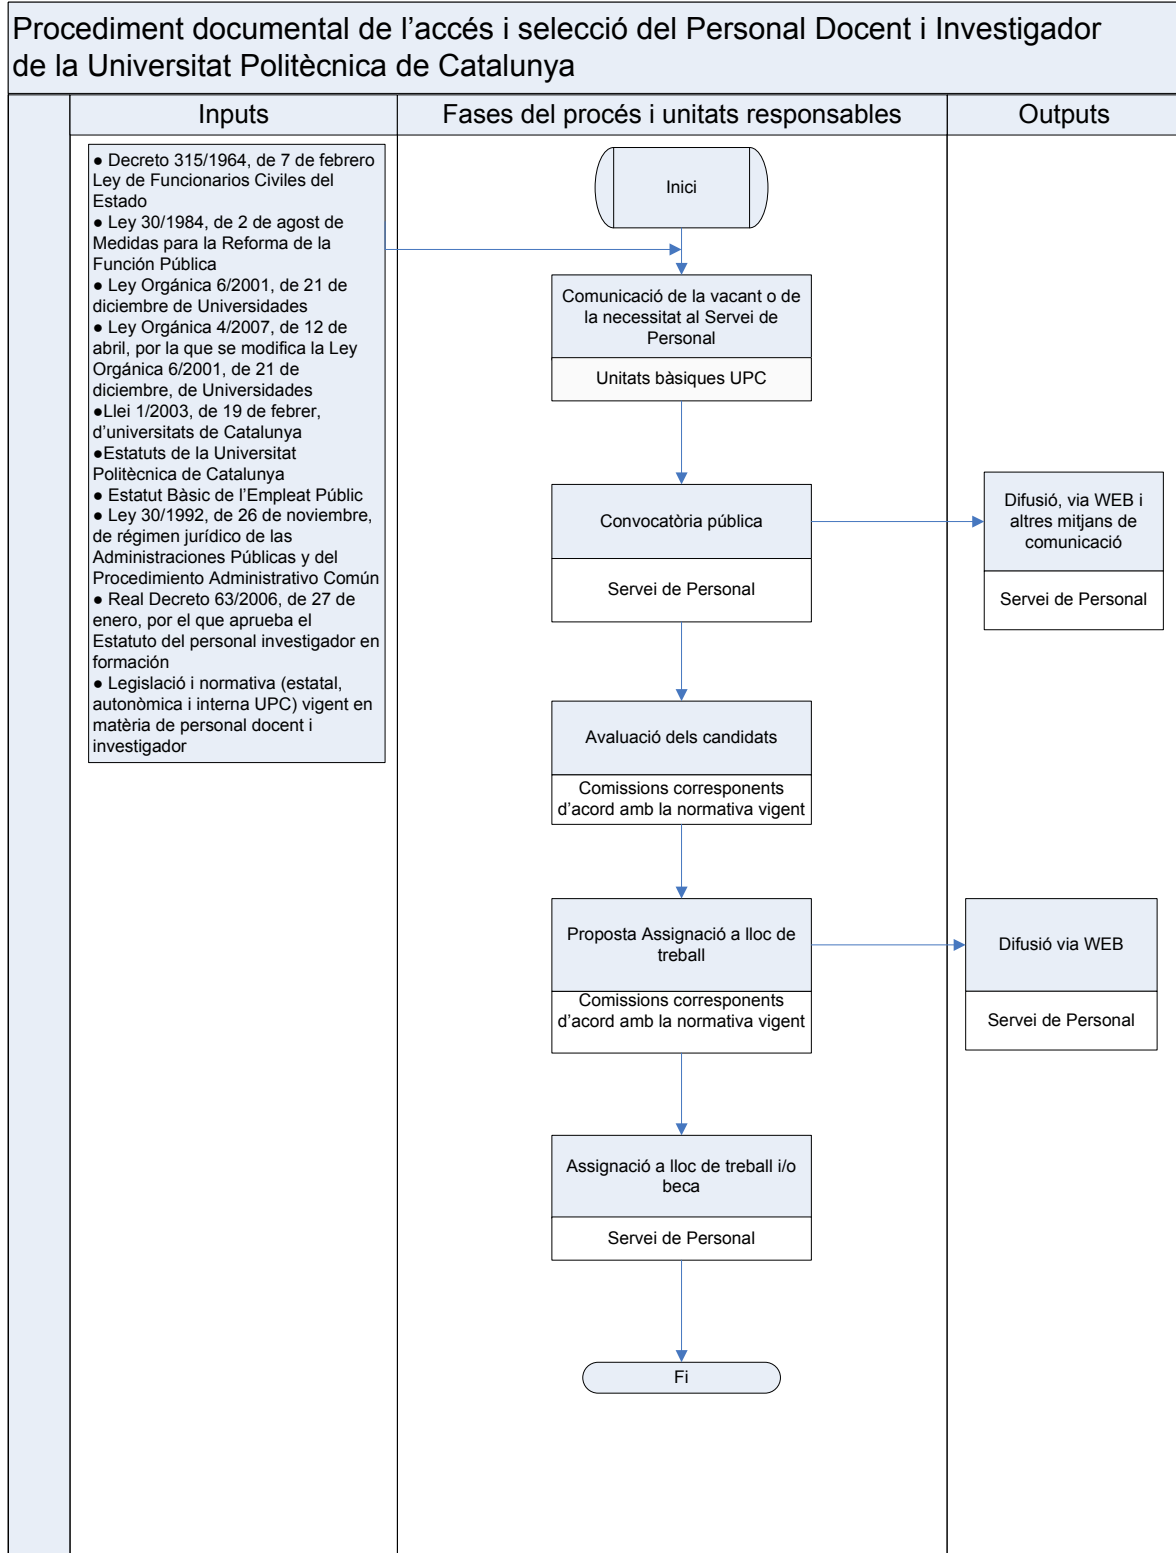 Procediment documental de l’accés i selecció del Personal Docent i Investigador
de la Universitat Politècnica de Catalunya
Inputs
Fases del procés i unitats responsables
Outputs
● Decreto 315/1964, de 7 de febrero
Ley de Funcionarios Civiles del
Estado
● Ley 30/1984, de 2 de agost de
Medidas para la Reforma de la
Función Pública
● Ley Orgánica 6/2001, de 21 de
diciembre de Universidades
● Ley Orgánica 4/2007, de 12 de
abril, por la que se modifica la Ley
Orgánica 6/2001, de 21 de
diciembre, de Universidades
●Llei 1/2003, de 19 de febrer,
d’universitats de Catalunya
●Estatuts de la Universitat
Politècnica de Catalunya
● Estatut Bàsic de l’Empleat Públic
● Ley 30/1992, de 26 de noviembre,
de régimen jurídico de las
Administraciones Públicas y del
Procedimiento Administrativo Común
● Real Decreto 63/2006, de 27 de
enero, por el que aprueba el
Estatuto del personal investigador en
formación
● Legislació i normativa (estatal,
autonòmica i interna UPC) vigent en
matèria de personal docent i
investigador
Inici
Comunicació de la vacant o de
la necessitat al Servei de
Personal
Unitats bàsiques UPC
Convocatòria pública
Servei de Personal
Difusió, via WEB i
altres mitjans de
comunicació
Servei de Personal
Avaluació dels candidats
Comissions corresponents
d’acord amb la normativa vigent
Proposta Assignació a lloc de
treball
Comissions corresponents
d’acord amb la normativa vigent
Difusió via WEB
Servei de Personal
Assignació a lloc de treball i/o
beca
Servei de Personal
Fi